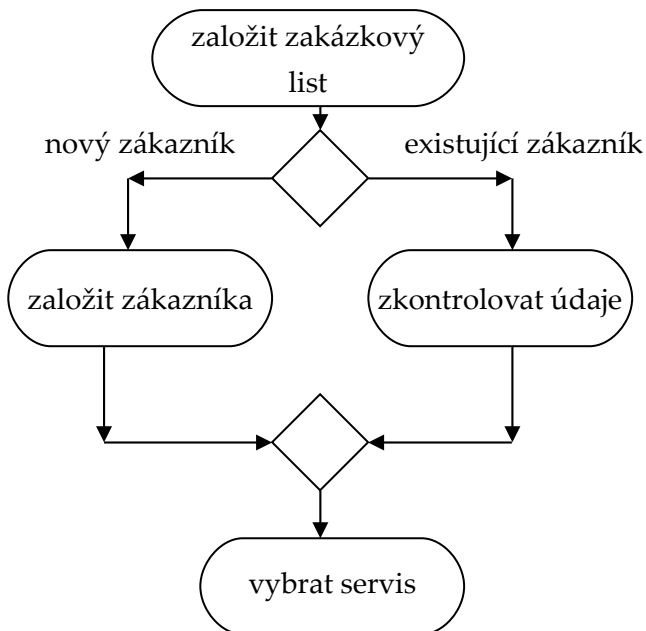 založit zakázkový
list
nový zákazník
existující zákazník
založit zákazníka
zkontrolovat údaje
vybrat servis